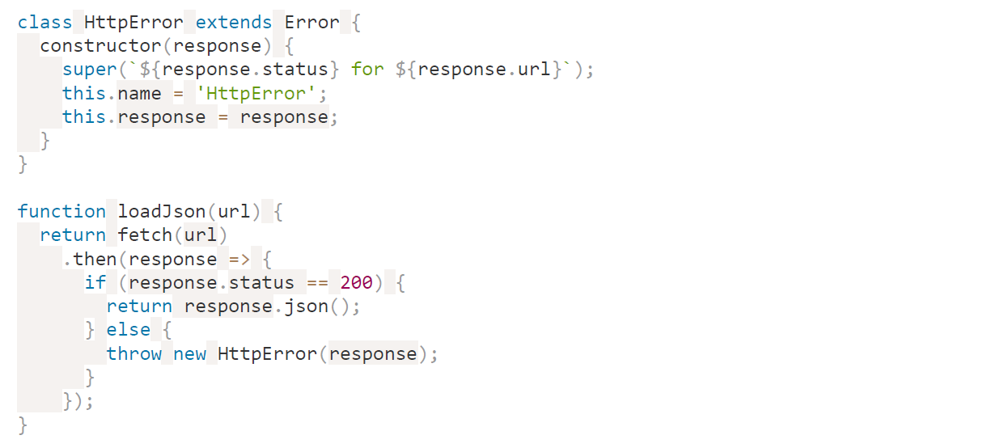 class HttpError extends Error {
  constructor(response) {
    super(`${response.status} for ${response.url}`);
    this.name = 'HttpError';
    this.response = response;
  }
}

function loadJson(url) {
  return fetch(url)
    .then(response => {
      if (response.status == 200) {
        return response.json();
      } else {
        throw new HttpError(response);
      }
    });
}